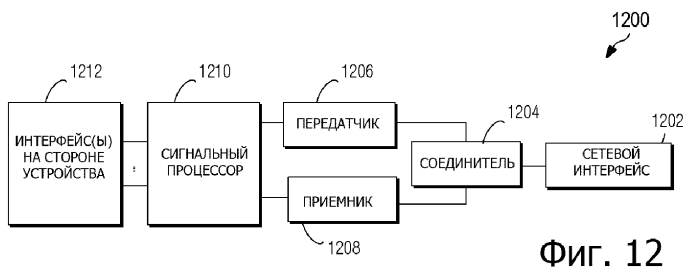 1200
1212
1210
1206
1204
1202
ИНТЕРФЕЙС(Ы)
НА СТОРОНЕ
УСТРОЙСТВА
СИГНАЛЬНЫЙ
ПРОЦЕССОР
ПЕРЕДАТЧИК
СОЕДИНИТЕЛЬ
СЕТЕВОЙ
ИНТЕРФЕЙС
ПРИЕМНИК
1208
Фиг. 12